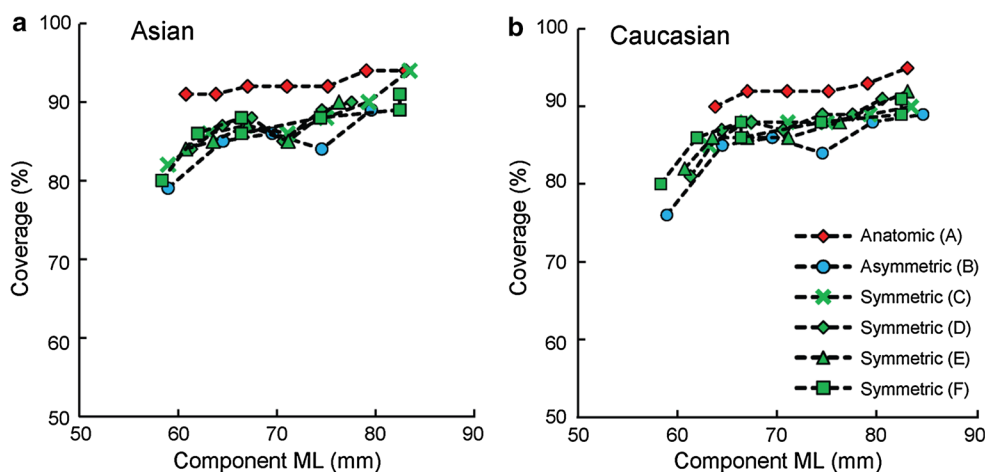 a Asian
100
90
80
70
60
50
Coverage (%)
50 60 70 80 90
Component ML (mm)
b Caucasian
100
90
80
70
60
50
Coverage (%)
50 60 70 80 90
Component ML (mm)
Anatomic (A)
Asymmetric (B)
Symmetric (C)
Symmetric (D)
Symmetric (E)
Symmetric (F)